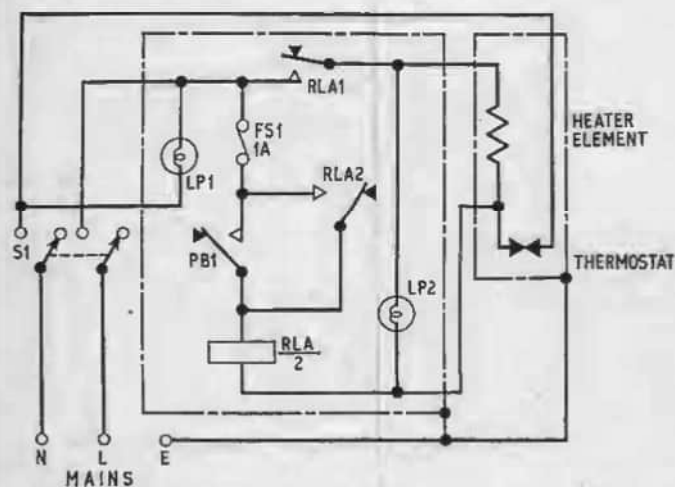 RLA1
FS1
1A
HEATER
ELEMENT
LP1
RLA2
S1
PB1
THERMOSTAT
LP2
RLA
2
N
L
E
MAINS